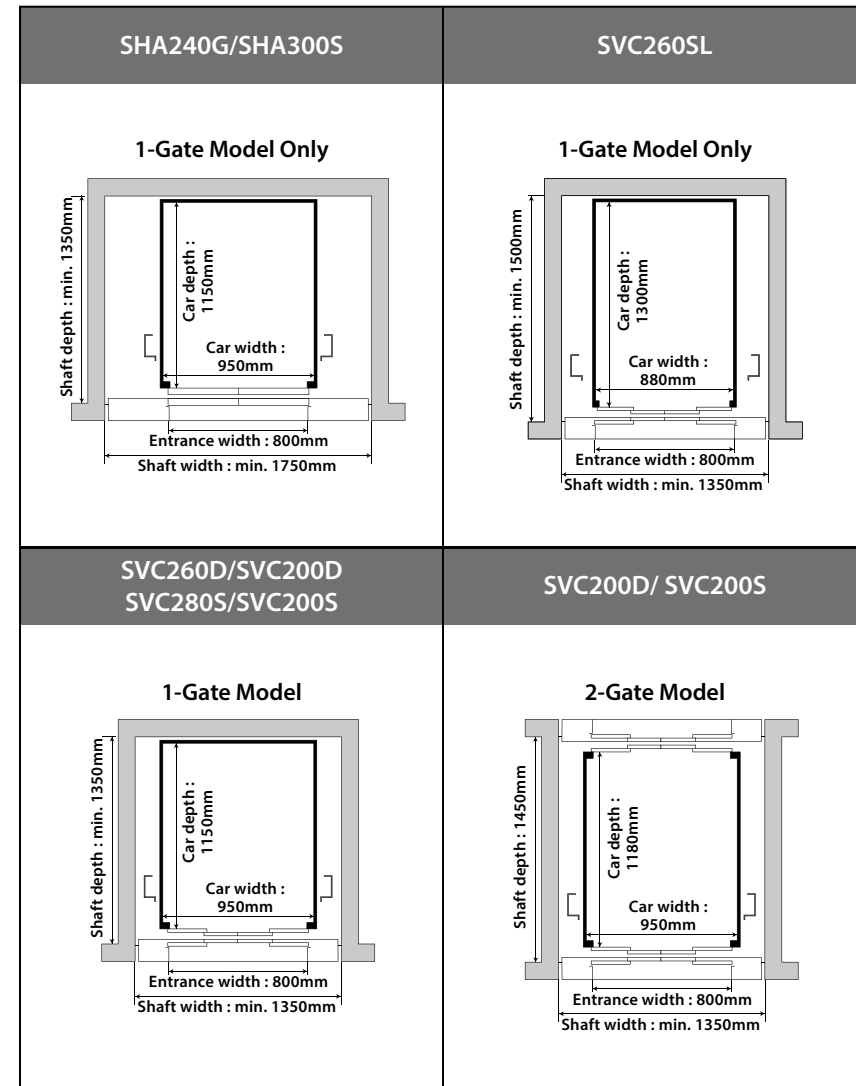 SHA240G/SHA300S
1-Gate Model Only
Shaft depth : min. 1350mm
Car depth :
1150mm
Car width :
950mm
Entrance width : 800mm
Shaft width : min. 1750mm
SVC260SL
1-Gate Model Only
Shaft depth : min. 1500mm
Car depth :
1300mm
Car width :
880mm
Entrance width : 800mm
Shaft width : min. 1350mm
SVC260D/SVC200D
SVC280S/SVC200S
1-Gate Model
Shaft depth : min. 1350mm
Car depth :
1150mm
Car width :
950mm
Entrance width : 800mm
Shaft width : min. 1350mm
SVC200D/ SVC200S
2-Gate Model
Shaft depth : 1450mm
Car depth :
1180mm
Car width :
950mm
Entrance width : 800mm
Shaft width : min. 1350mm